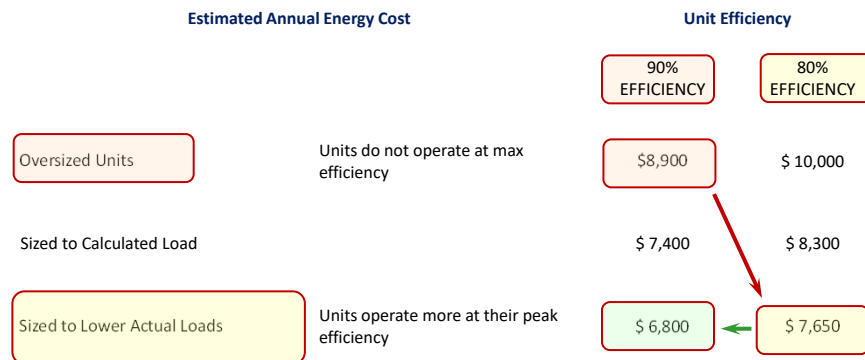 Estimated Annual Energy Cost
Unit Efficiency
90%
EFFICIENCY
80%
EFFICIENCY
Oversized Units
Units do not operate at max
efficiency
$8,900
$ 10,000
Sized to Calculated Load
$ 7,400
$ 8,300
Sized to Lower Actual Loads
Units operate more at their peak
efficiency
$ 6,800
$ 7,650